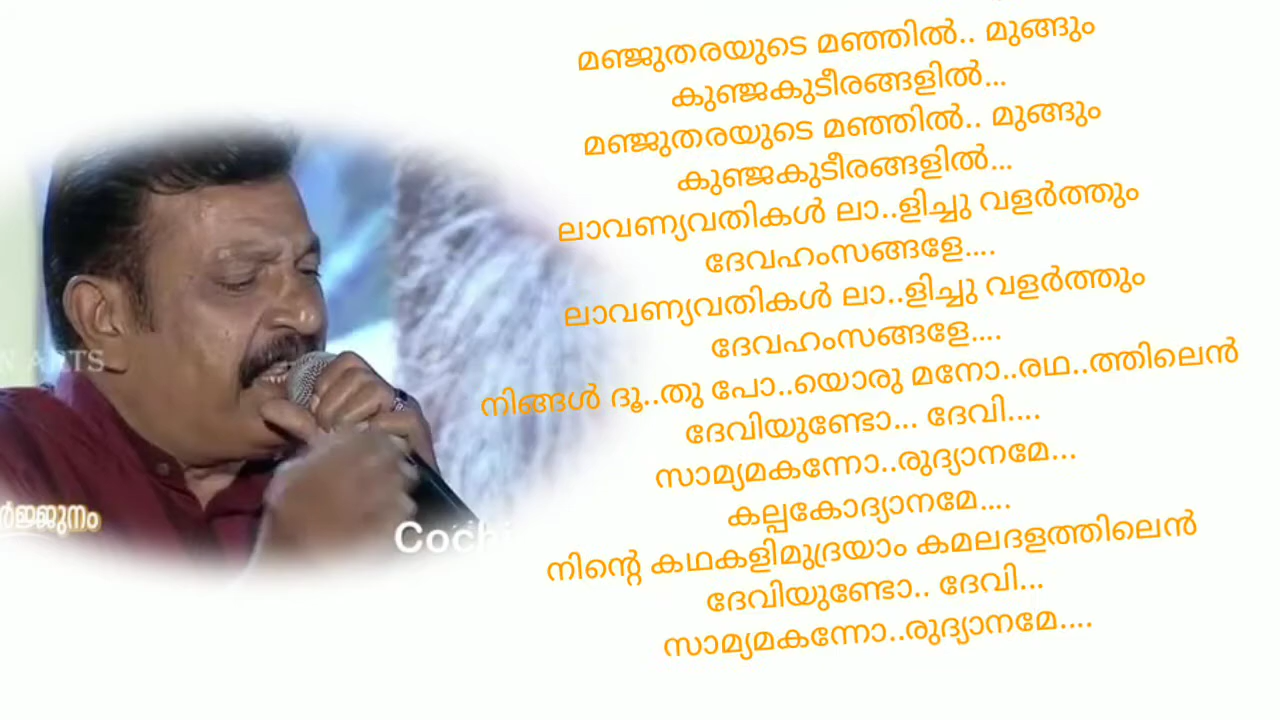 മഞ്ജുതരയുടെ മഞ്ഞിൽ.. മുങ്ങും
കുഞ്ജകുടീരങ്ങളിൽ...
മഞ്ജുതരയുടെ മഞ്ഞിൽ.. മുങ്ങും
കുഞ്ജകുടീരങ്ങളിൽ...
ലാവണ്യവതികൾ ലാ..ളിച്ചു വളർത്തും
ദേവഹംസങ്ങളേ....
ലാവണ്യവതികൾ ലാ..ളിച്ചു വളർത്തും
ദേവഹംസങ്ങളേ....
നിങ്ങൾ ദൂ..തു പോ..യൊരു മനോ..രഥ..ത്തിലെൻ
ദേവിയുണ്ടോ... ദേവി....
സാമ്യമകന്നോ..രുദ്യാനമേ...
കല്പകോദ്യാനമേ....
നിന്റെ കഥകളിമുദ്രയാം കമലദളത്തിലെൻ
ദേവിയുണ്ടോ.. ദേവി...
സാമ്യമകന്നോ..രുദ്യാനമേ....
ARTS
Cochi